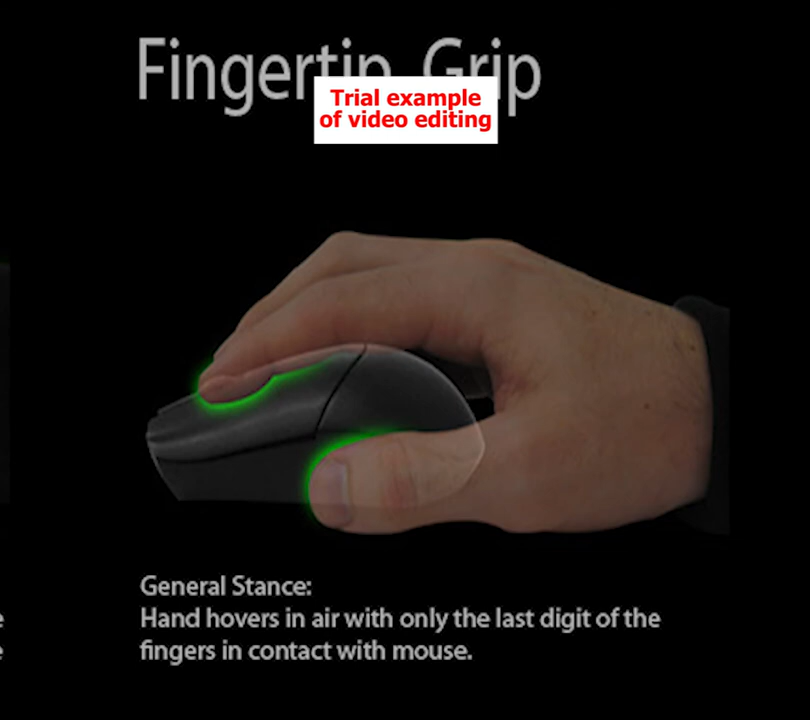 Fingertip Grip
Trial example
of video editing
General Stance:
Hand hovers in air with only the last digit of the
fingers in contact with mouse.